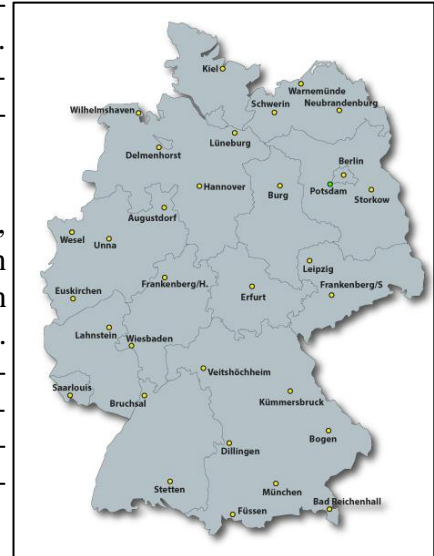 Kiel
Warnemünde
Schwerin
Neubrandenburg
Wilhelmshaven
Lüneburg
Delmenhorst
Berlin
Hannover
Burg
Potsdam
Storkow
Augustdorf
Wesel
Unna
Leipzig
Frankenberg/H.
Euskirchen
Erfurt
Frankenberg/S
Lahnstein
Wiesbaden
Veitshöchheim
Saarlouis
Bruchsal
Kümmersbruck
Bogen
Dillingen
Stetten
München
Bad Reichenhall
Füssen